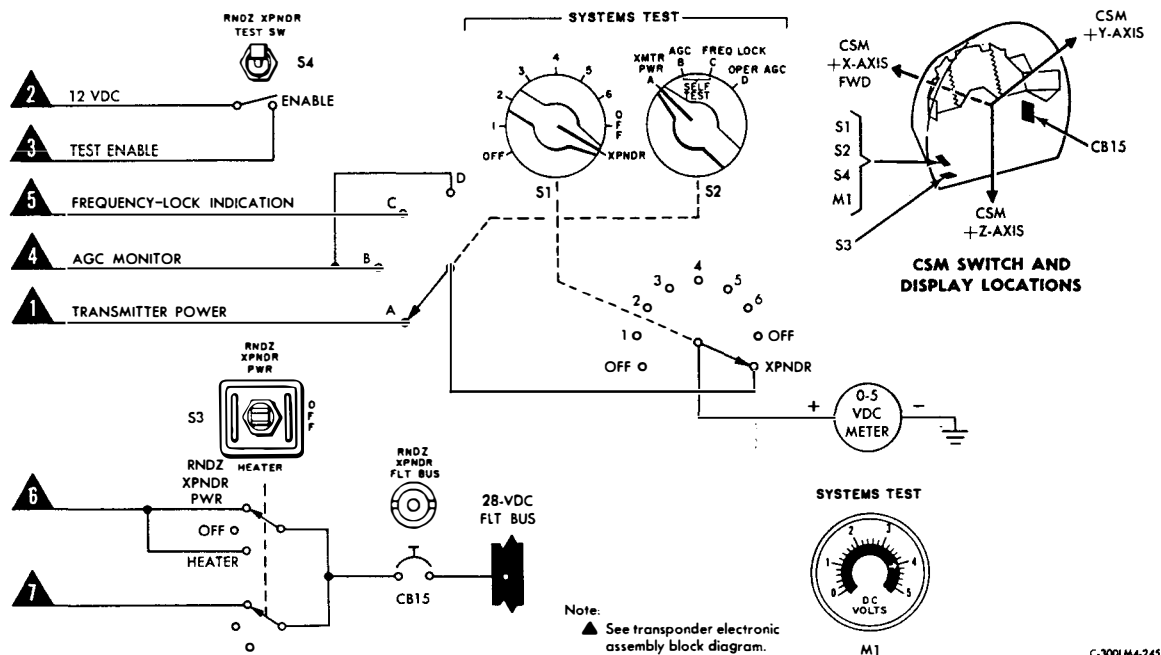 RNDZ XPNDR
TEST SW
S4
2
12 VDC
ENABLE
3
TEST ENABLE
5
FREQUENCY-LOCK INDICATION
C
D
4
AGC MONITOR
B
1
TRANSMITTER POWER
A
SYSTEMS TEST
OFF
1
2
3
4
5
6
OFF
XPNDR
S1
XMTR
PWR
A
AGC
B
FREQ LOCK
C
OPER AGC
D
SELF
TEST
S2
OFF
1
2
3
4
5
6
OFF
XPNDR
+
0-5
VDC
METER
-
CSM
+Y-AXIS
CSM
+X-AXIS
FWD
S1
S2
S4
M1
S3
CB15
CSM
+Z-AXIS
CSM SWITCH AND
DISPLAY LOCATIONS
RNDZ
XPNDR
PWR
S3
OFF
HEATER
6
RNDZ
XPNDR
PWR
OFF
HEATER
7
RNDZ
XPNDR
FLT BUS
CB15
28-VDC
FLT BUS
SYSTEMS TEST
0
1
2
3
4
5
DC
VOLTS
M1
Note:
▲ See transponder electronic
assembly block diagram.
C-300LM4-245